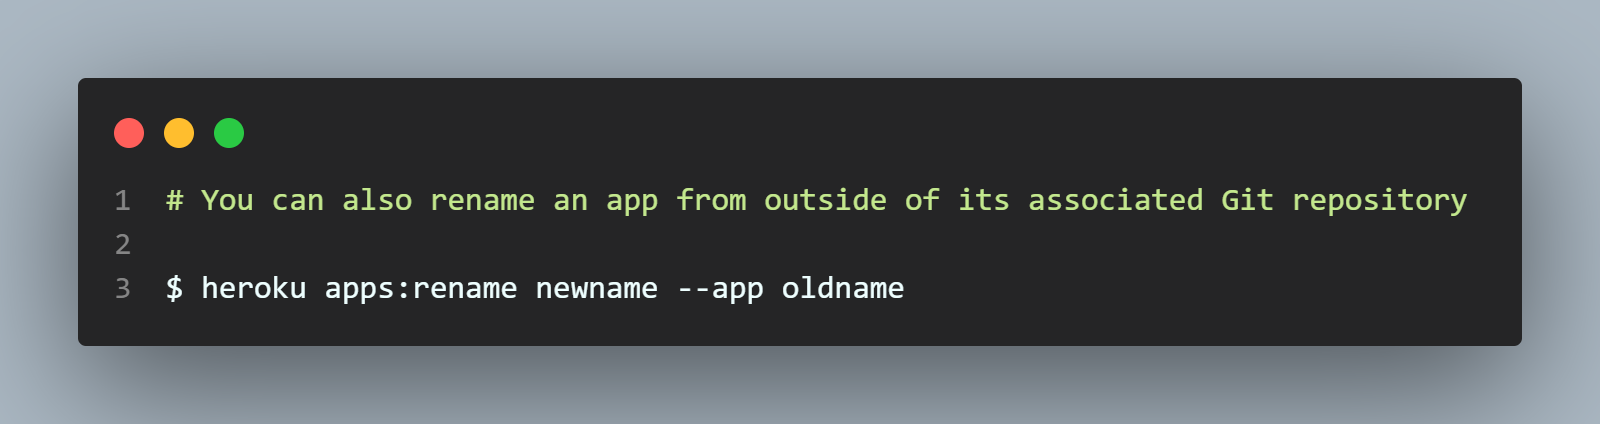 1 # You can also rename an app from outside of its associated Git repository
2
3 $ heroku apps:rename newname --app oldname